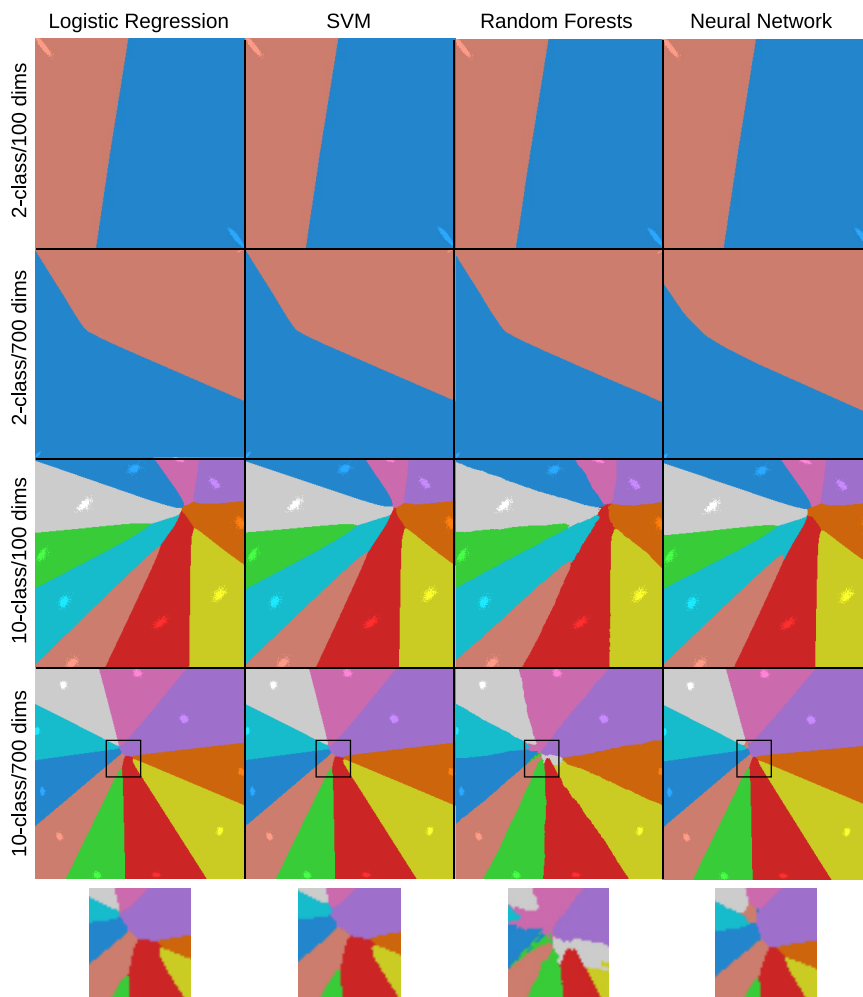 Logistic Regression
SVM
Random Forests
Neural Network
2-class/100 dims
2-class/700 dims
10-class/100 dims
10-class/700 dims